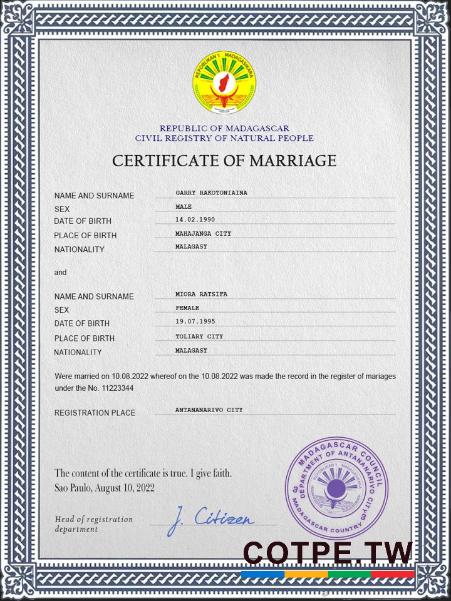 REPOBLIKAN'I MADAGASIKARA
REPUBLIC OF MADAGASCAR
CIVIL REGISTRY OF NATURAL PEOPLE
CERTIFICATE OF MARRIAGE
NAME AND SURNAME GARRY RAKOTONIAINA
SEX MALE
DATE OF BIRTH 14.02.1990
PLACE OF BIRTH MAHAJANGA CITY
NATIONALITY MALAGASY
and
NAME AND SURNAME MIORA RATSIFA
SEX FEMALE
DATE OF BIRTH 19.07.1995
PLACE OF BIRTH TOLIARY CITY
NATIONALITY MALAGASY
Were married on 10.08.2022 whereof on the 10.08.2022 was made the record in the register of mariages
under the No. 11223344
REGISTRATION PLACE ANTANANARIVO CITY
The content of the certificate is true. I give faith.
Sao Paulo, August 10, 2022
Head of registration
department
J. Citizen
MADAGASCAR COUNCIL
DEPARTMENT OF ANTANANARIVO CITY
MADAGASCAR COUNTRY
COTPE.TW